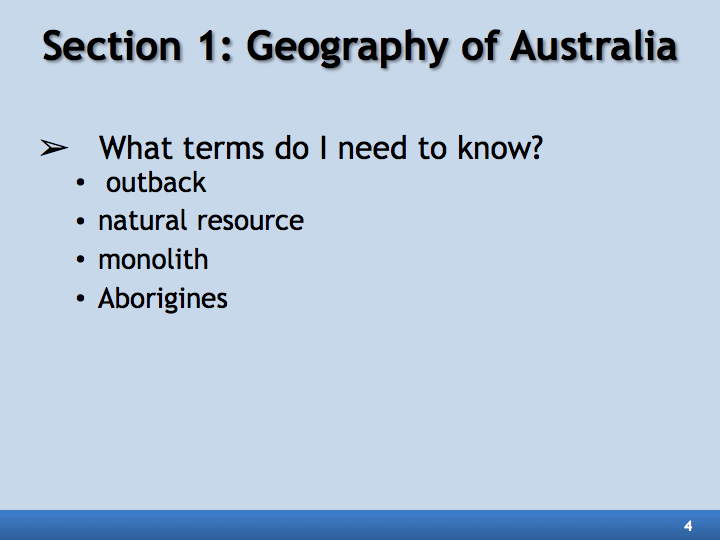 Section 1: Geography of Australia
➢ What terms do I need to know?
• outback
• natural resource
• monolith
• Aborigines
4